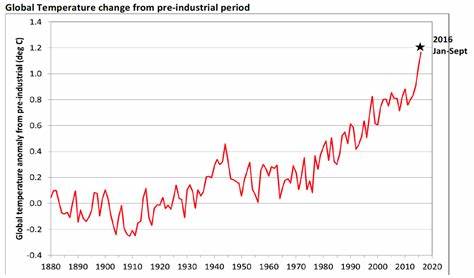 Global Temperature change from pre-industrial period
Global temperature anomaly from pre-industrial (deg C)
1.4
1.2
1.0
0.8
0.6
0.4
0.2
0.0
-0.2
-0.4
2016
Jan-Sept
1880 1890 1900 1910 1920 1930 1940 1950 1960 1970 1980 1990 2000 2010 2020